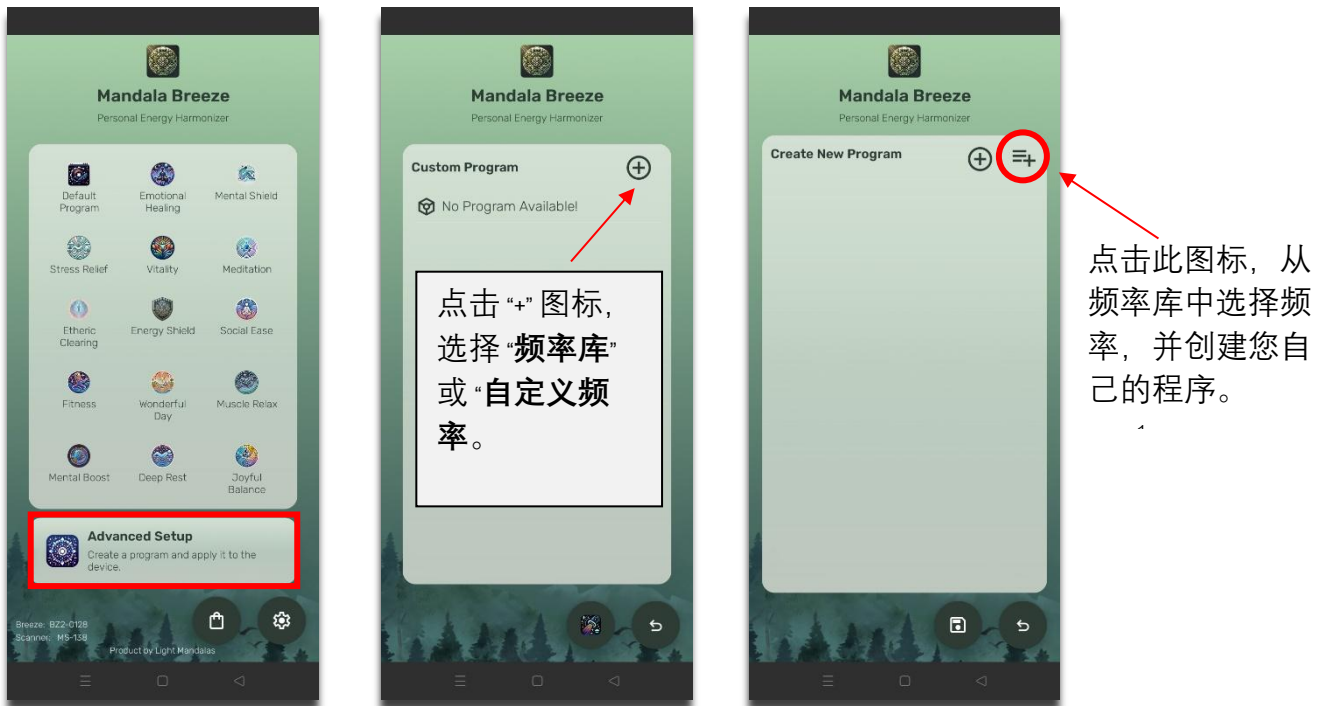 Mandala Breeze
Personal Energy Harmonizer
Default
Program
Emotional
Healing
Mental Shield
Stress Relief
Vitality
Meditation
Etheric
Clearing
Energy Shield
Social Ease
Fitness
Wonderful
Day
Muscle Relax
Mental Boost
Deep Rest
Joyful
Balance
Advanced Setup
Create a program and apply it to the
device.
Breeze: BZ2-0128
Scanner: MS-138
Product by Light Mandalas
Mandala Breeze
Personal Energy Harmonizer
Custom Program
No Program Available!
点击 “+” 图标,
选择 “频率库”
或 “自定义频
率。
Mandala Breeze
Personal Energy Harmonizer
Create New Program
点击此图标，从
频率库中选择频
率，并创建您自
己的程序。